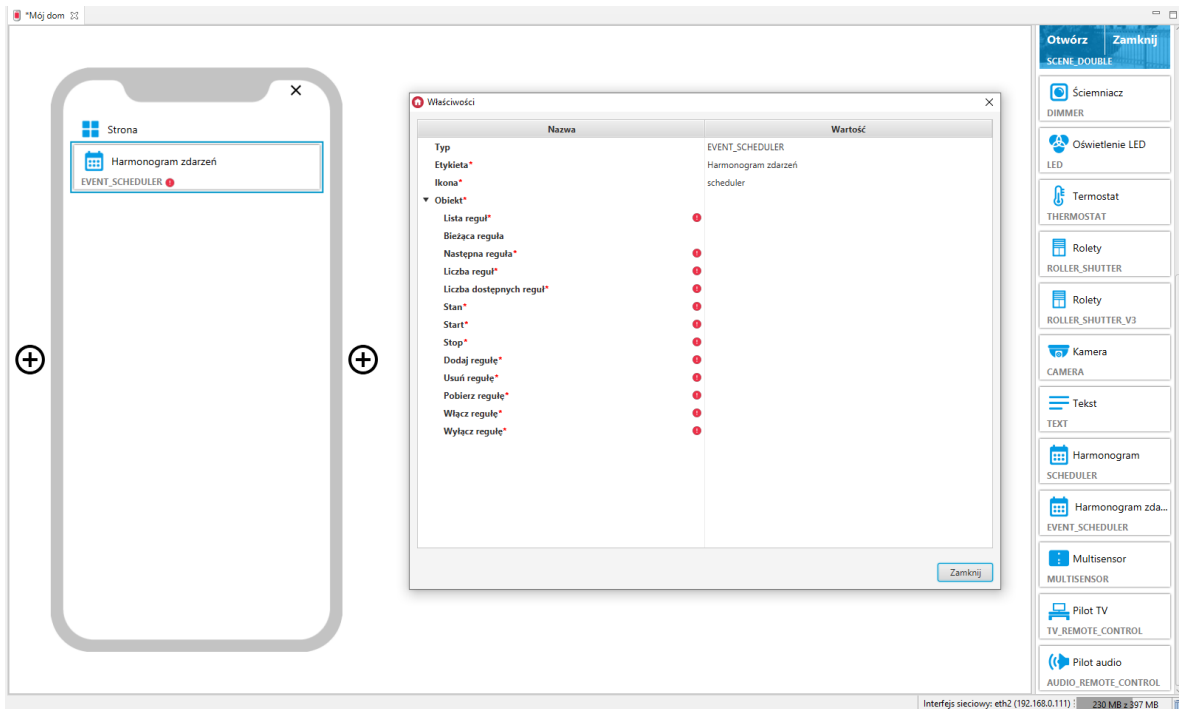 *Mój dom
Strona
Harmonogram zdarzeń
EVENT_SCHEDULER
Właściwości
Nazwa Wartość
Typ EVENT_SCHEDULER
Etykieta* Harmonogram zdarzeń
Ikona* scheduler
Obiekt*
Lista reguł*
Bieżąca reguła
Następna reguła*
Liczba reguł*
Liczba dostępnych reguł*
Stan*
Start*
Stop*
Dodaj regułę*
Usuń regułę*
Pobierz regułę*
Włącz regułę*
Wyłącz regułę*
Zamknij
Otwórz Zamknij
SCENE_DOUBLE
Ściemniacz
DIMMER
Oświetlenie LED
LED
Termostat
THERMOSTAT
Rolety
ROLLER_SHUTTER
Rolety
ROLLER_SHUTTER_V3
Kamera
CAMERA
Tekst
TEXT
Harmonogram
SCHEDULER
Harmonogram zda...
EVENT_SCHEDULER
Multisensor
MULTISENSOR
Pilot TV
TV_REMOTE_CONTROL
Pilot audio
AUDIO_REMOTE_CONTROL
Interfejs sieciowy: eth2 (192.168.0.111) 230 MB z 397 MB